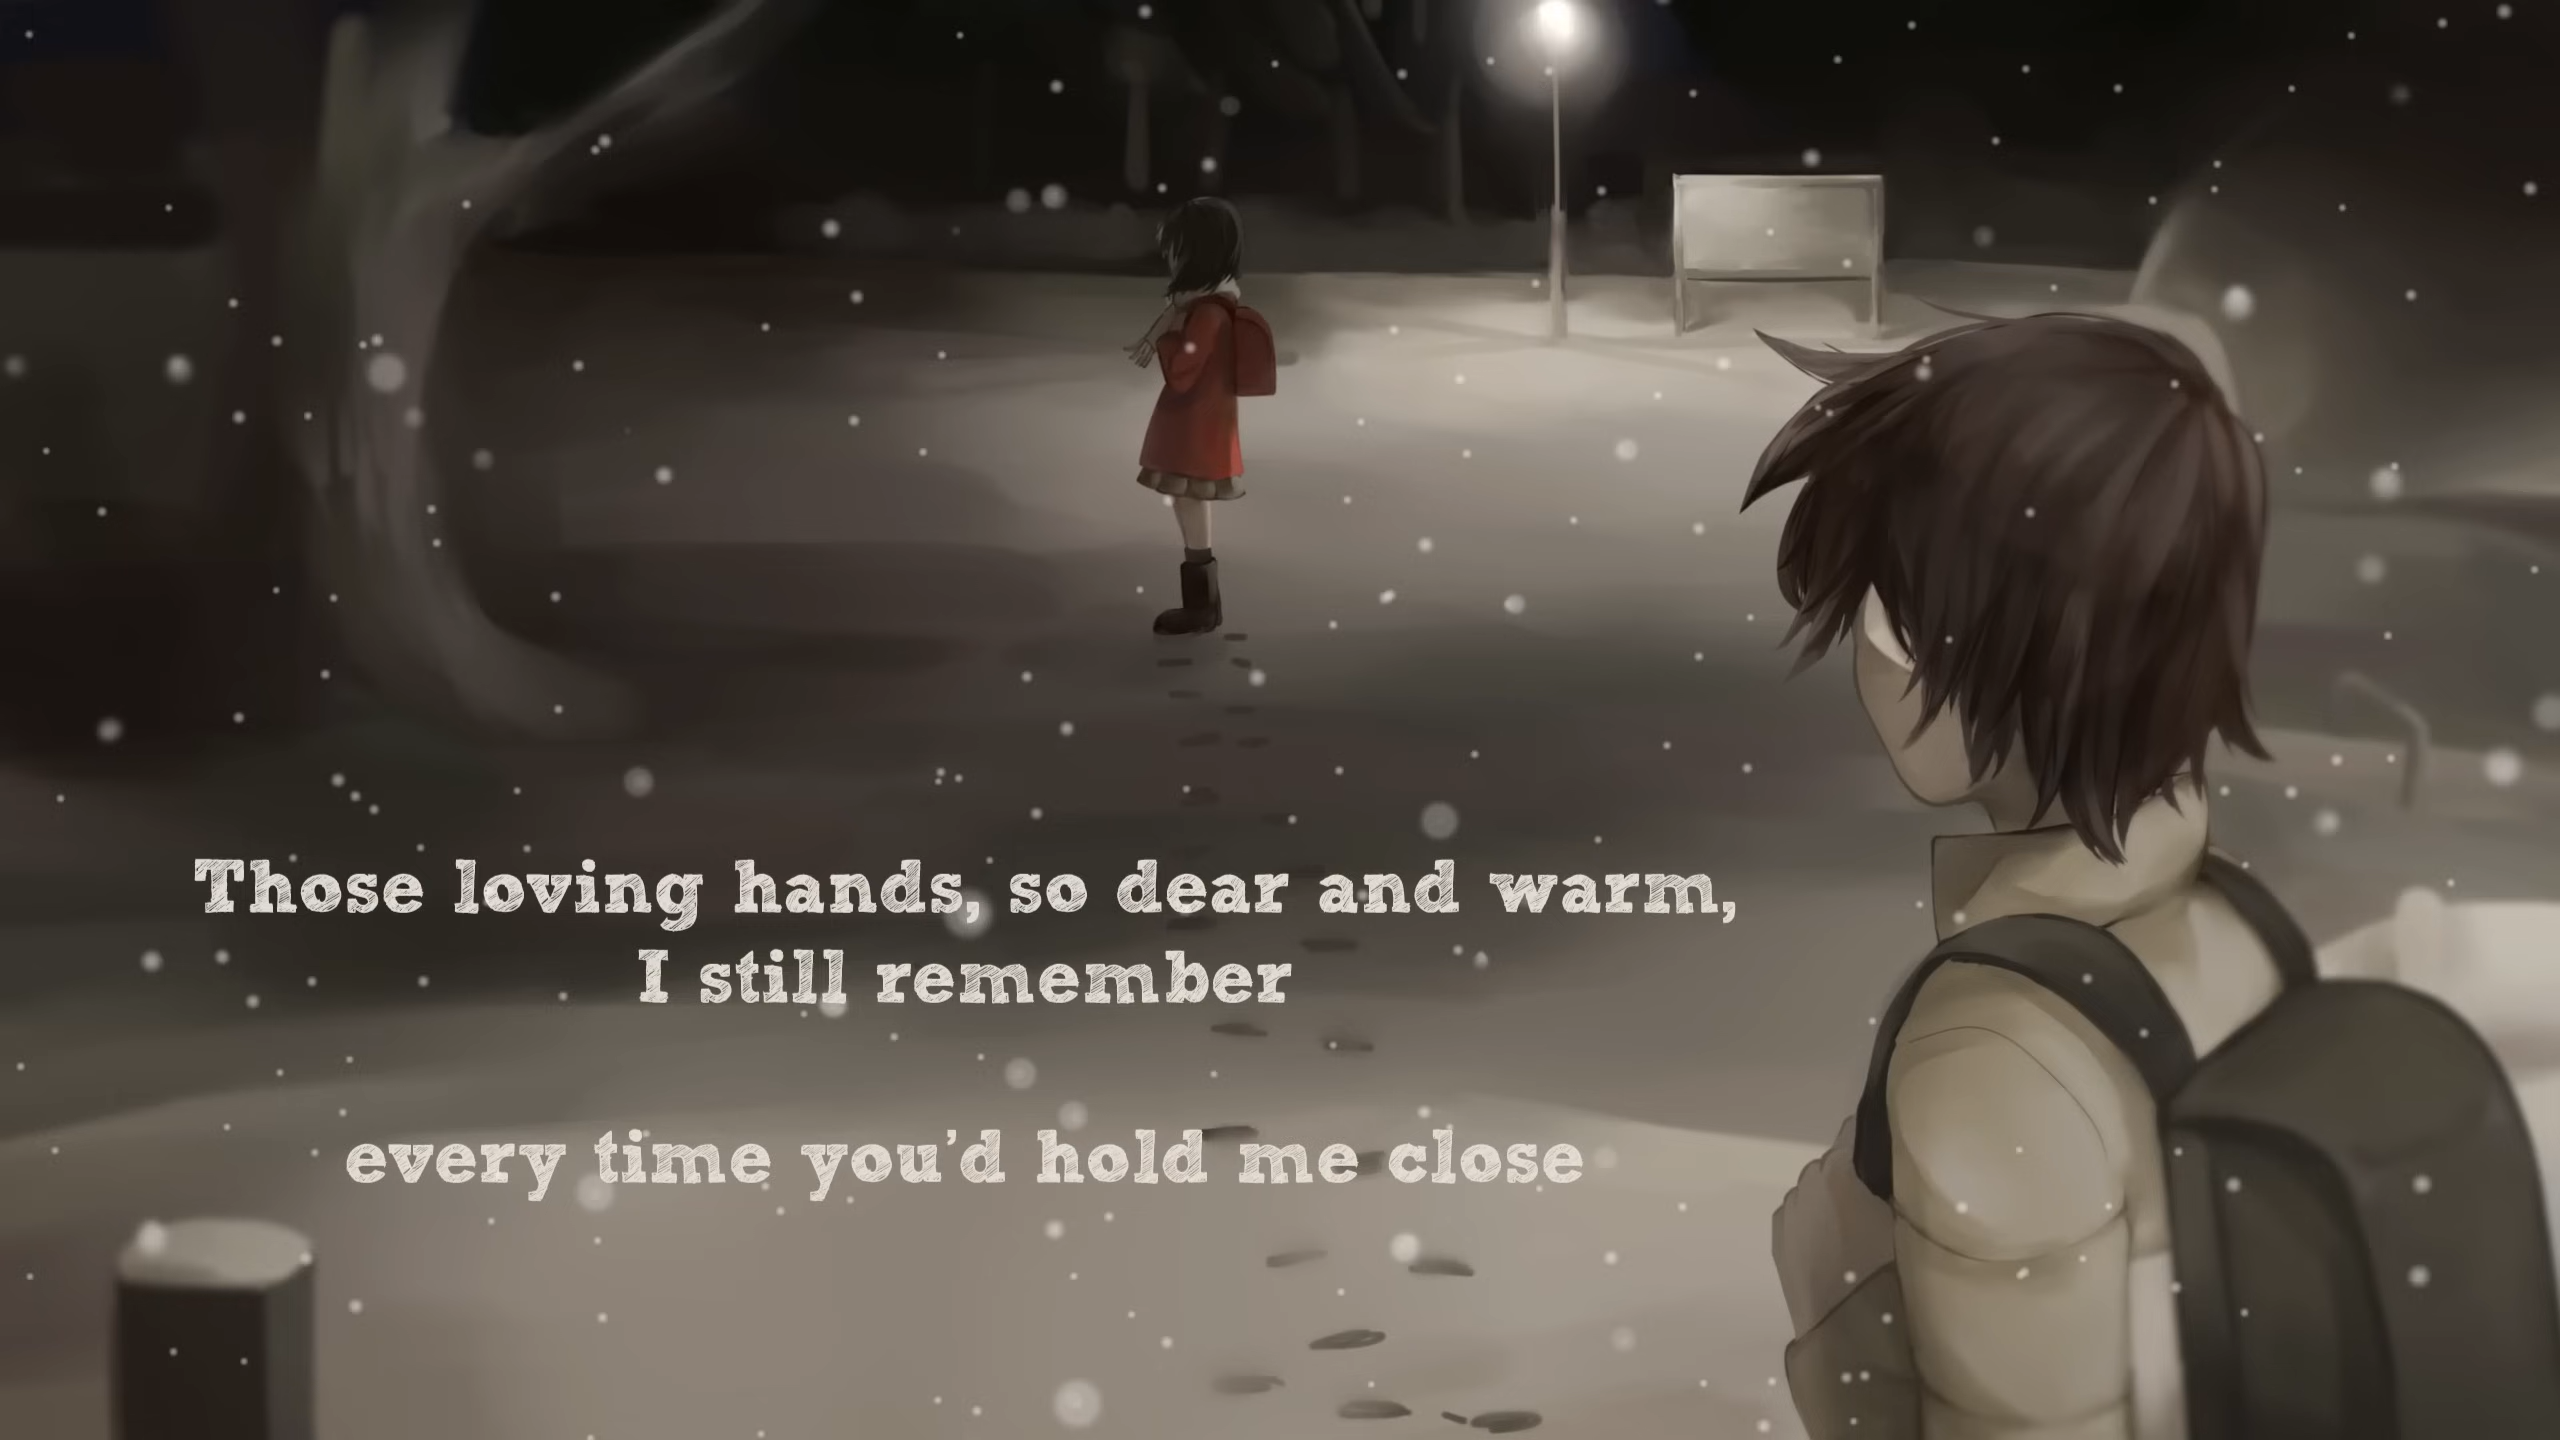 Those loving hands, so dear and warm,
I still remember
every time you'd hold me close